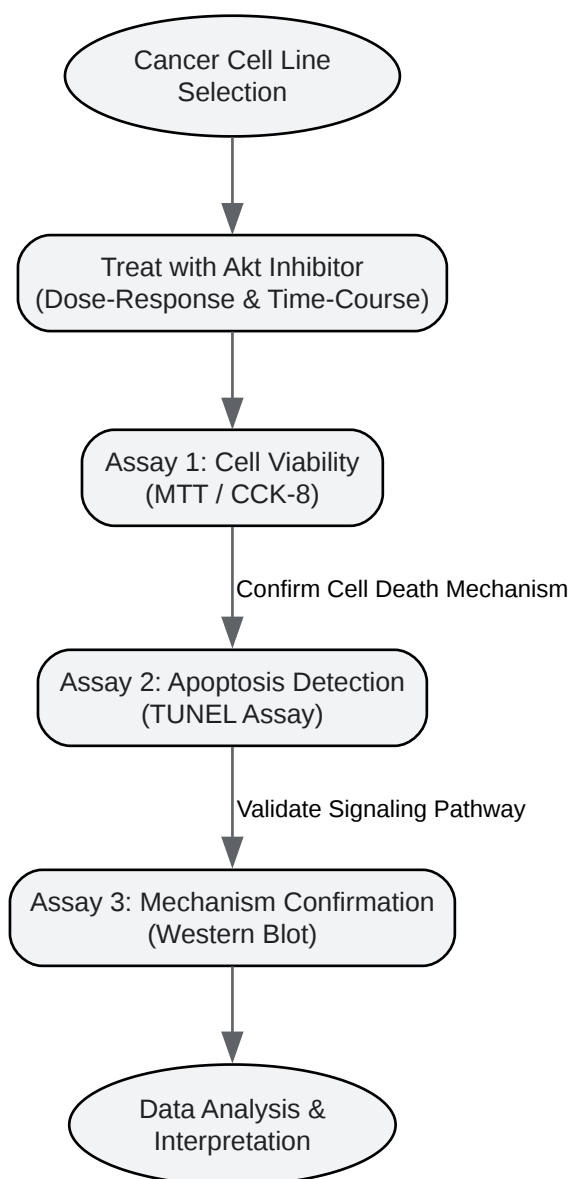 Cancer Cell Line
Selection
Treat with Akt Inhibitor
(Dose-Response & Time-Course)
Assay 1: Cell Viability
(MTT / CCK-8)
Confirm Cell Death Mechanism
Assay 2: Apoptosis Detection
(TUNEL Assay)
Validate Signaling Pathway
Assay 3: Mechanism Confirmation
(Western Blot)
Data Analysis &
Interpretation